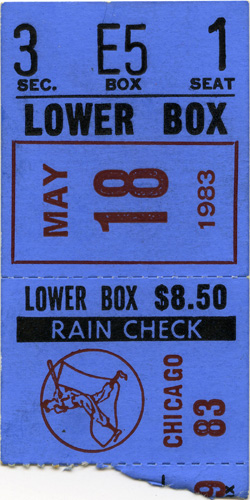 3 E5 1
SEC. BOX SEAT
LOWER BOX
MAY 18 1983
LOWER BOX $8.50
RAIN CHECK
CHICAGO 83